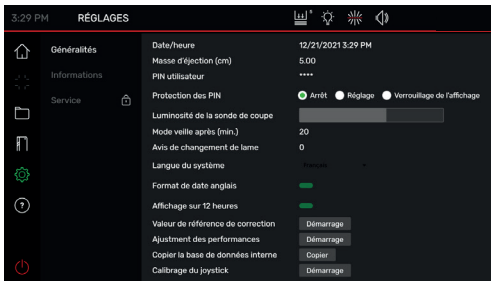 3:29 PM RÉGLAGES
Généralités
Informations
Service
Date/heure 12/21/2021 3:29 PM
Masse d'éjection (cm) 5.00
PIN utilisateur ****
Protection des PIN Arrêt Réglage Verrouillage de l'affichage
Luminosité de la sonde de coupe
Mode veille après (min.) 20
Avis de changement de lame 0
Langue du système français
Format de date anglais
Affichage sur 12 heures
Valeur de référence de correction Démarrage
Ajustment des performances Démarrage
Copier la base de données interne Copier
Calibrage du joystick Démarrage